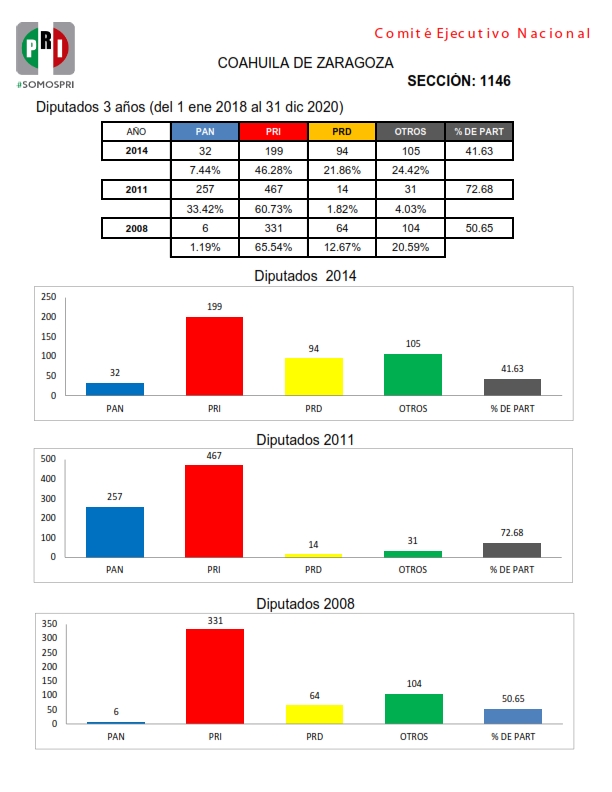 PRI
#SOMOSPRI
Comité Ejecutivo Nacional
COAHUILA DE ZARAGOZA
SECCIÓN: 1146
Diputados 3 años (del 1 ene 2018 al 31 dic 2020)
AÑO PAN PRI PRD OTROS % DE PART
2014 32 199 94 105 41.63
7.44% 46.28% 21.86% 24.42%
2011 257 467 14 31 72.68
33.42% 60.73% 1.82% 4.03%
2008 6 331 64 104 50.65
1.19% 65.54% 12.67% 20.59%
Diputados 2014
250
200
150
100
50
0
32 199 94 105 41.63
PAN PRI PRD OTROS % DE PART
Diputados 2011
500
400
300
200
100
0
257 467 14 31 72.68
PAN PRI PRD OTROS % DE PART
Diputados 2008
350
300
250
200
150
100
50
0
6 331 64 104 50.65
PAN PRI PRD OTROS % DE PART